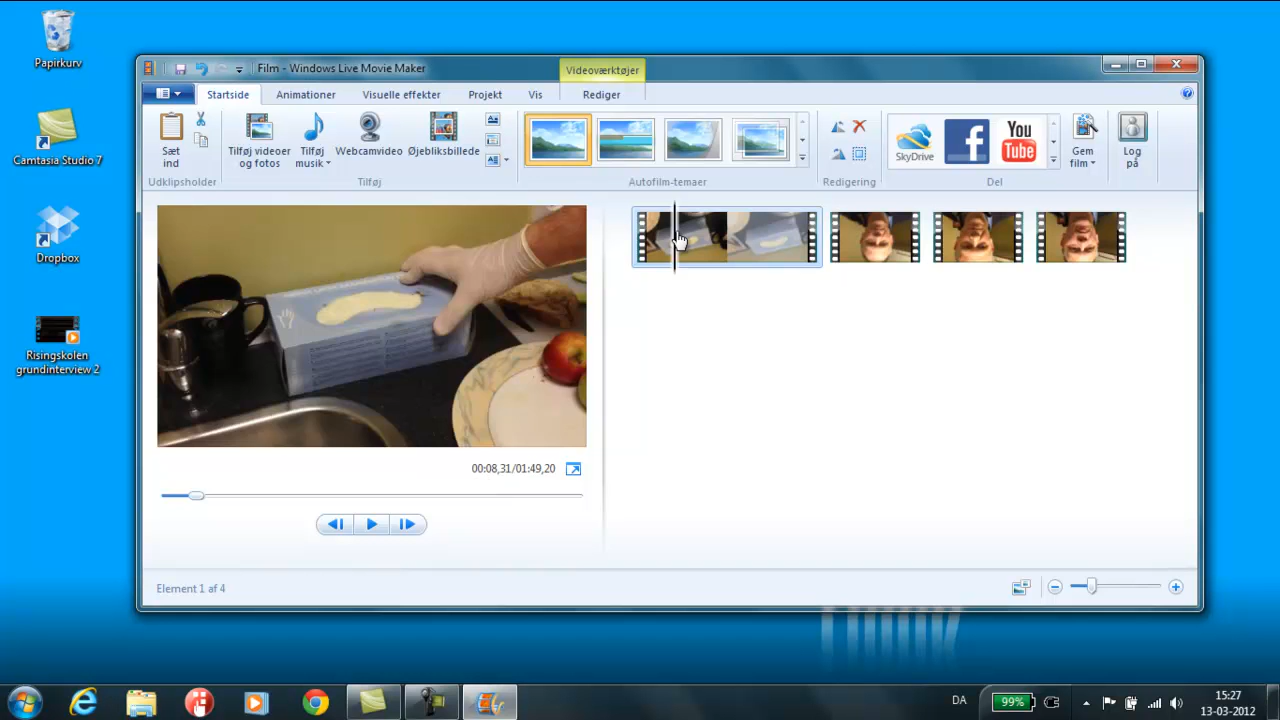 Papirkurv
Camtasia Studio 7
Dropbox
Risingskolen
grundinterview 2
Film - Windows Live Movie Maker
Videoværktøjer
Startside
Animationer
Visuelle effekter
Projekt
Vis
Rediger
Sæt
ind
Tilføj videoer
og fotos
Tilføj
musik
Webcamvideo
Øjebliksbillede
SkyDrive
You
Tube
Gem
film
Log
på
Udklipsholder
Tilføj
Autofilm-temaer
Redigering
Del
00:08,31/01:49,20
Element 1 af 4
DA
99%
15:27
13-03-2012